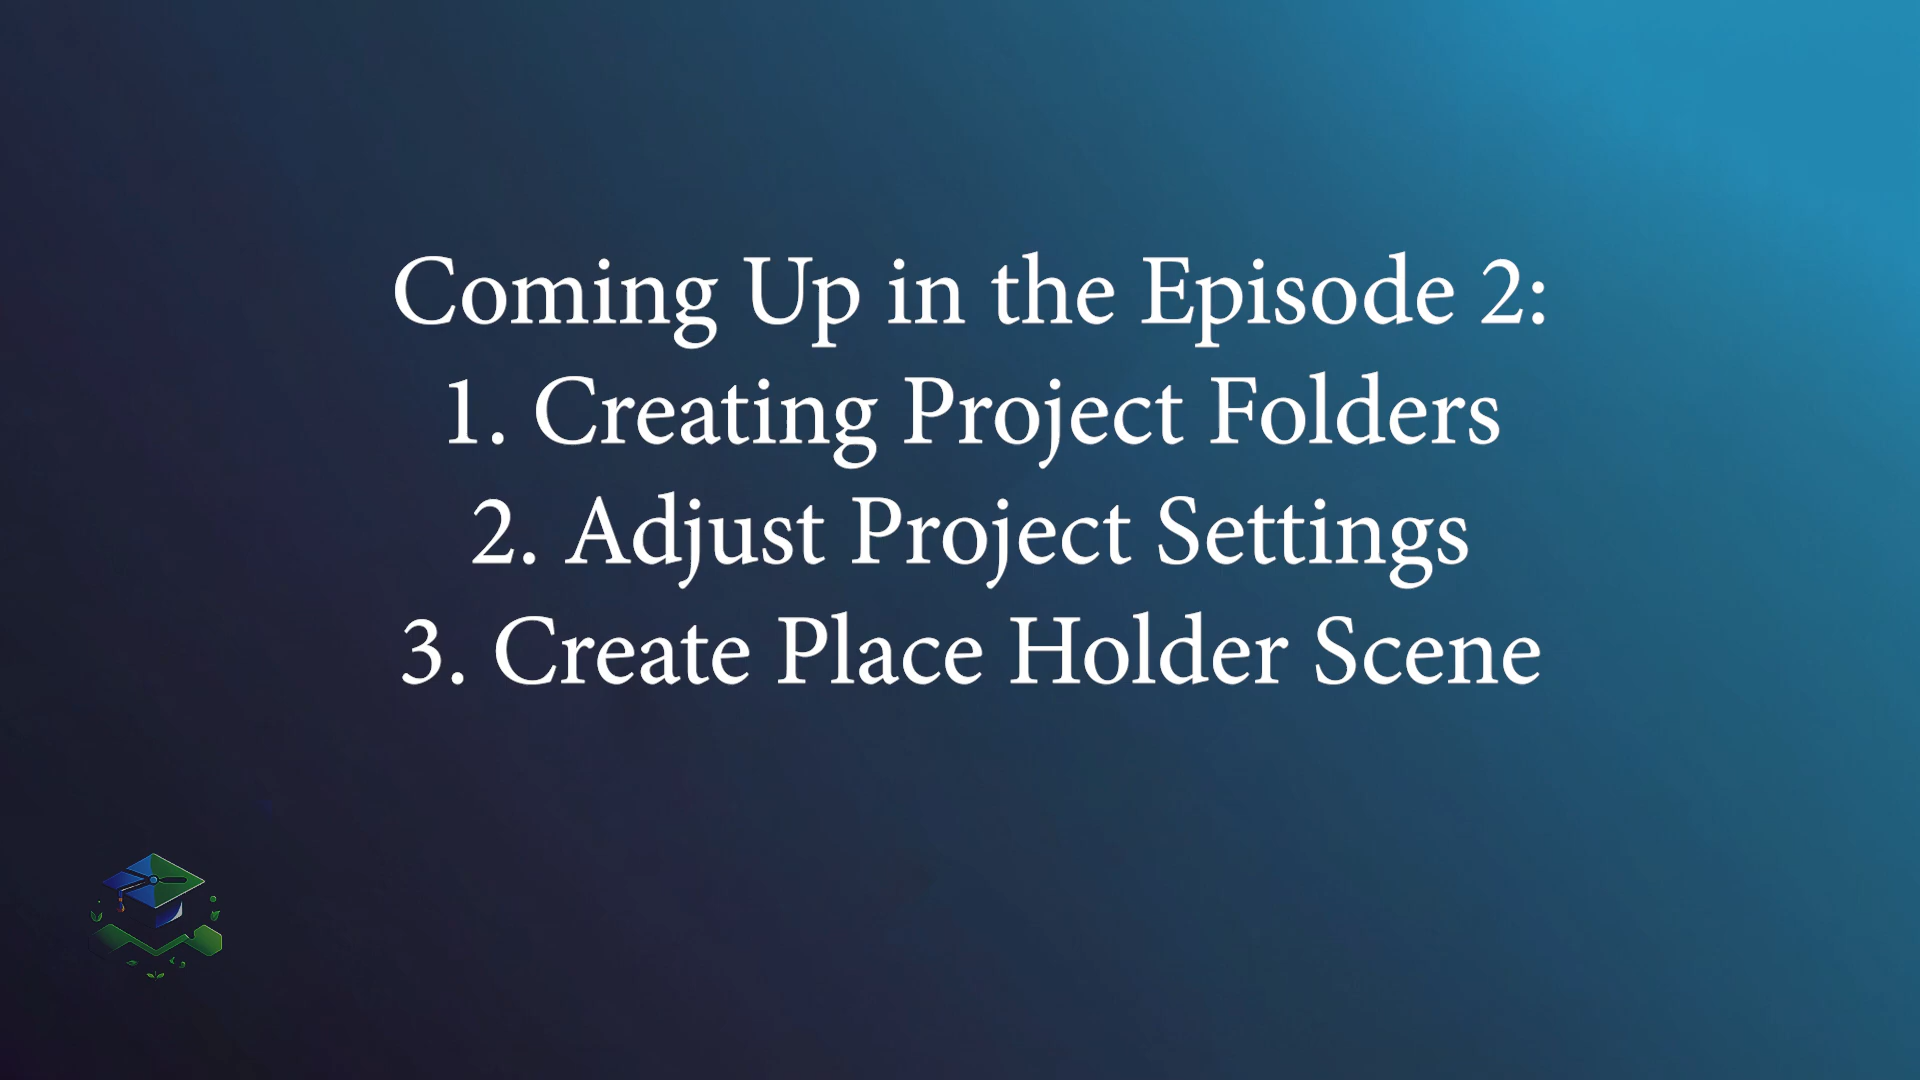 Coming Up in the Episode 2:
1. Creating Project Folders
2. Adjust Project Settings
3. Create Place Holder Scene